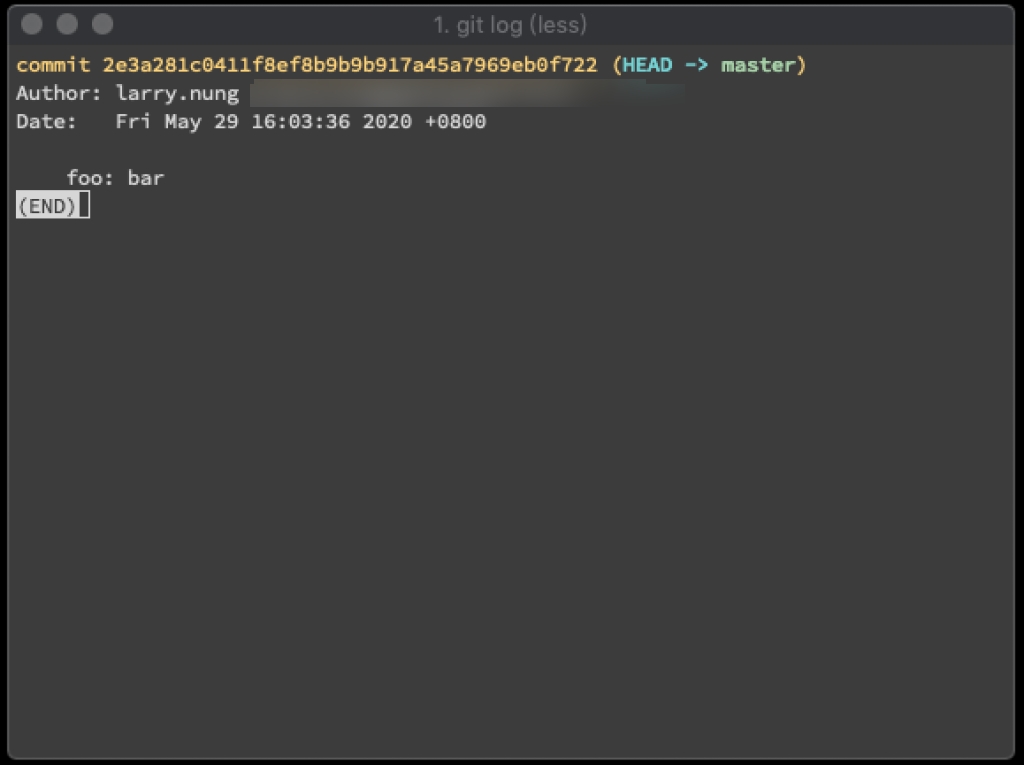 1. git log (less)
commit 2e3a281c0411f8ef8b9b9b917a45a7969eb0f722 (HEAD -> master)
Author: larry.nung
Date:   Fri May 29 16:03:36 2020 +0800
foo: bar
(END)